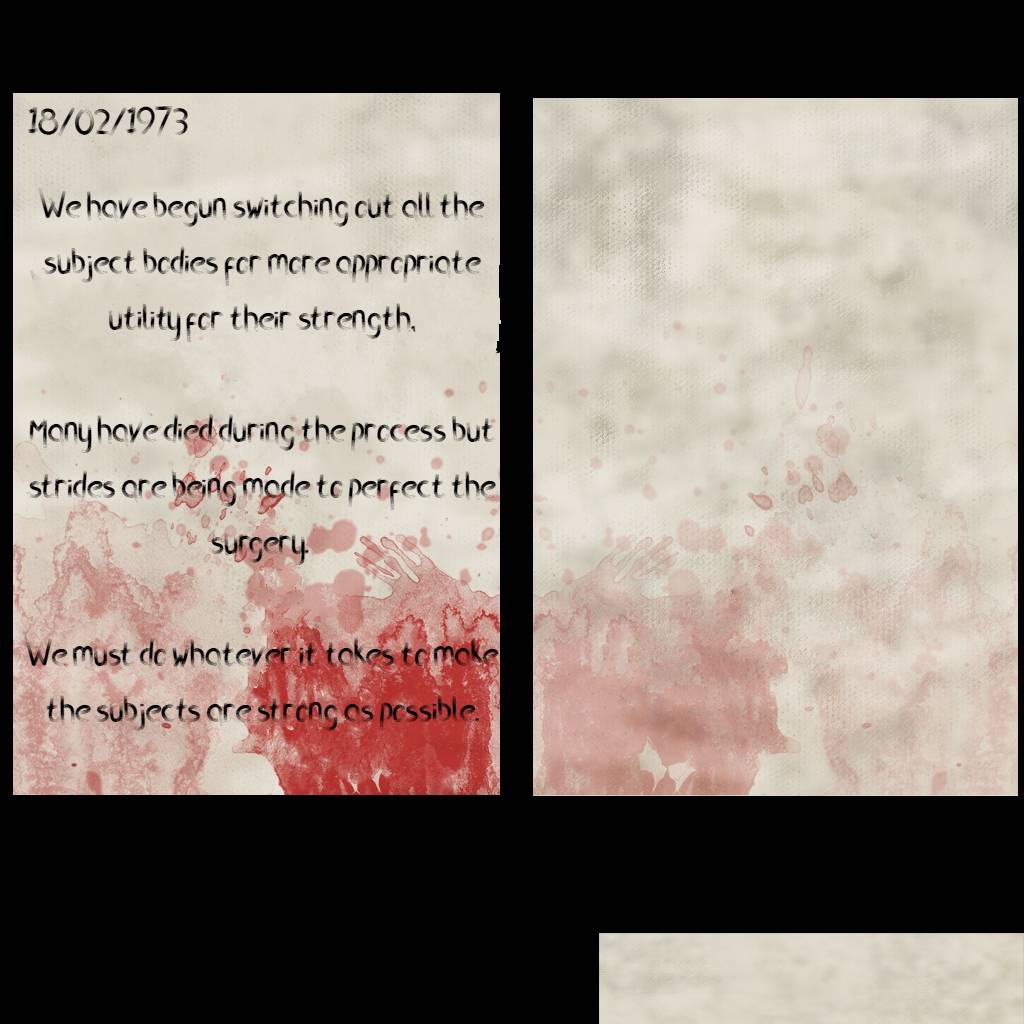 18/02/1973
We have begun switching out all the
subject bodies for more appropriate
utility for their strength,
Many have died during the process but
strides are being made to perfect the
surgery.
We must do whatever it takes to make
the subjects are strong as possible.